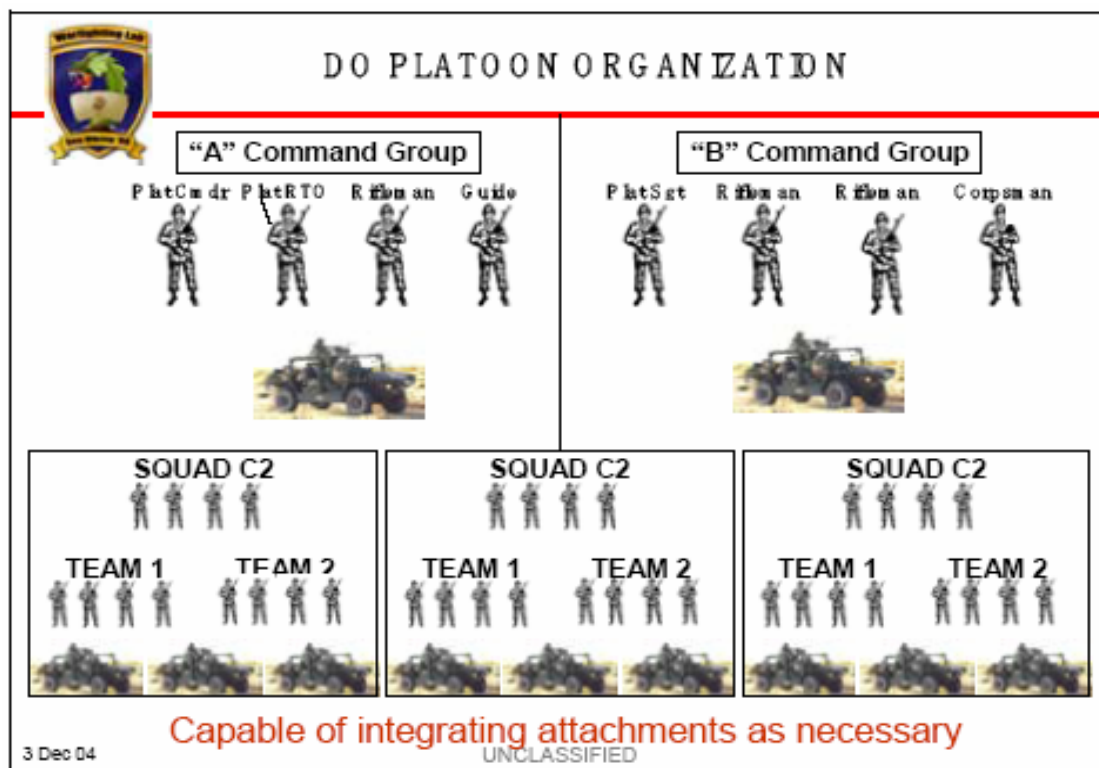 Warfighting Lab
DO PLATOON ORGANIZATION
"A" Command Group
"B" Command Group
PlatCmdr PlatRTO Rifleman Guide
PlatSgt Rifleman Rifleman Corpsman
SQUAD C2
SQUAD C2
SQUAD C2
TEAM 1 TEAM 2
TEAM 1 TEAM 2
TEAM 1 TEAM 2
Capable of integrating attachments as necessary
3 Dec 04
UNCLASSIFIED